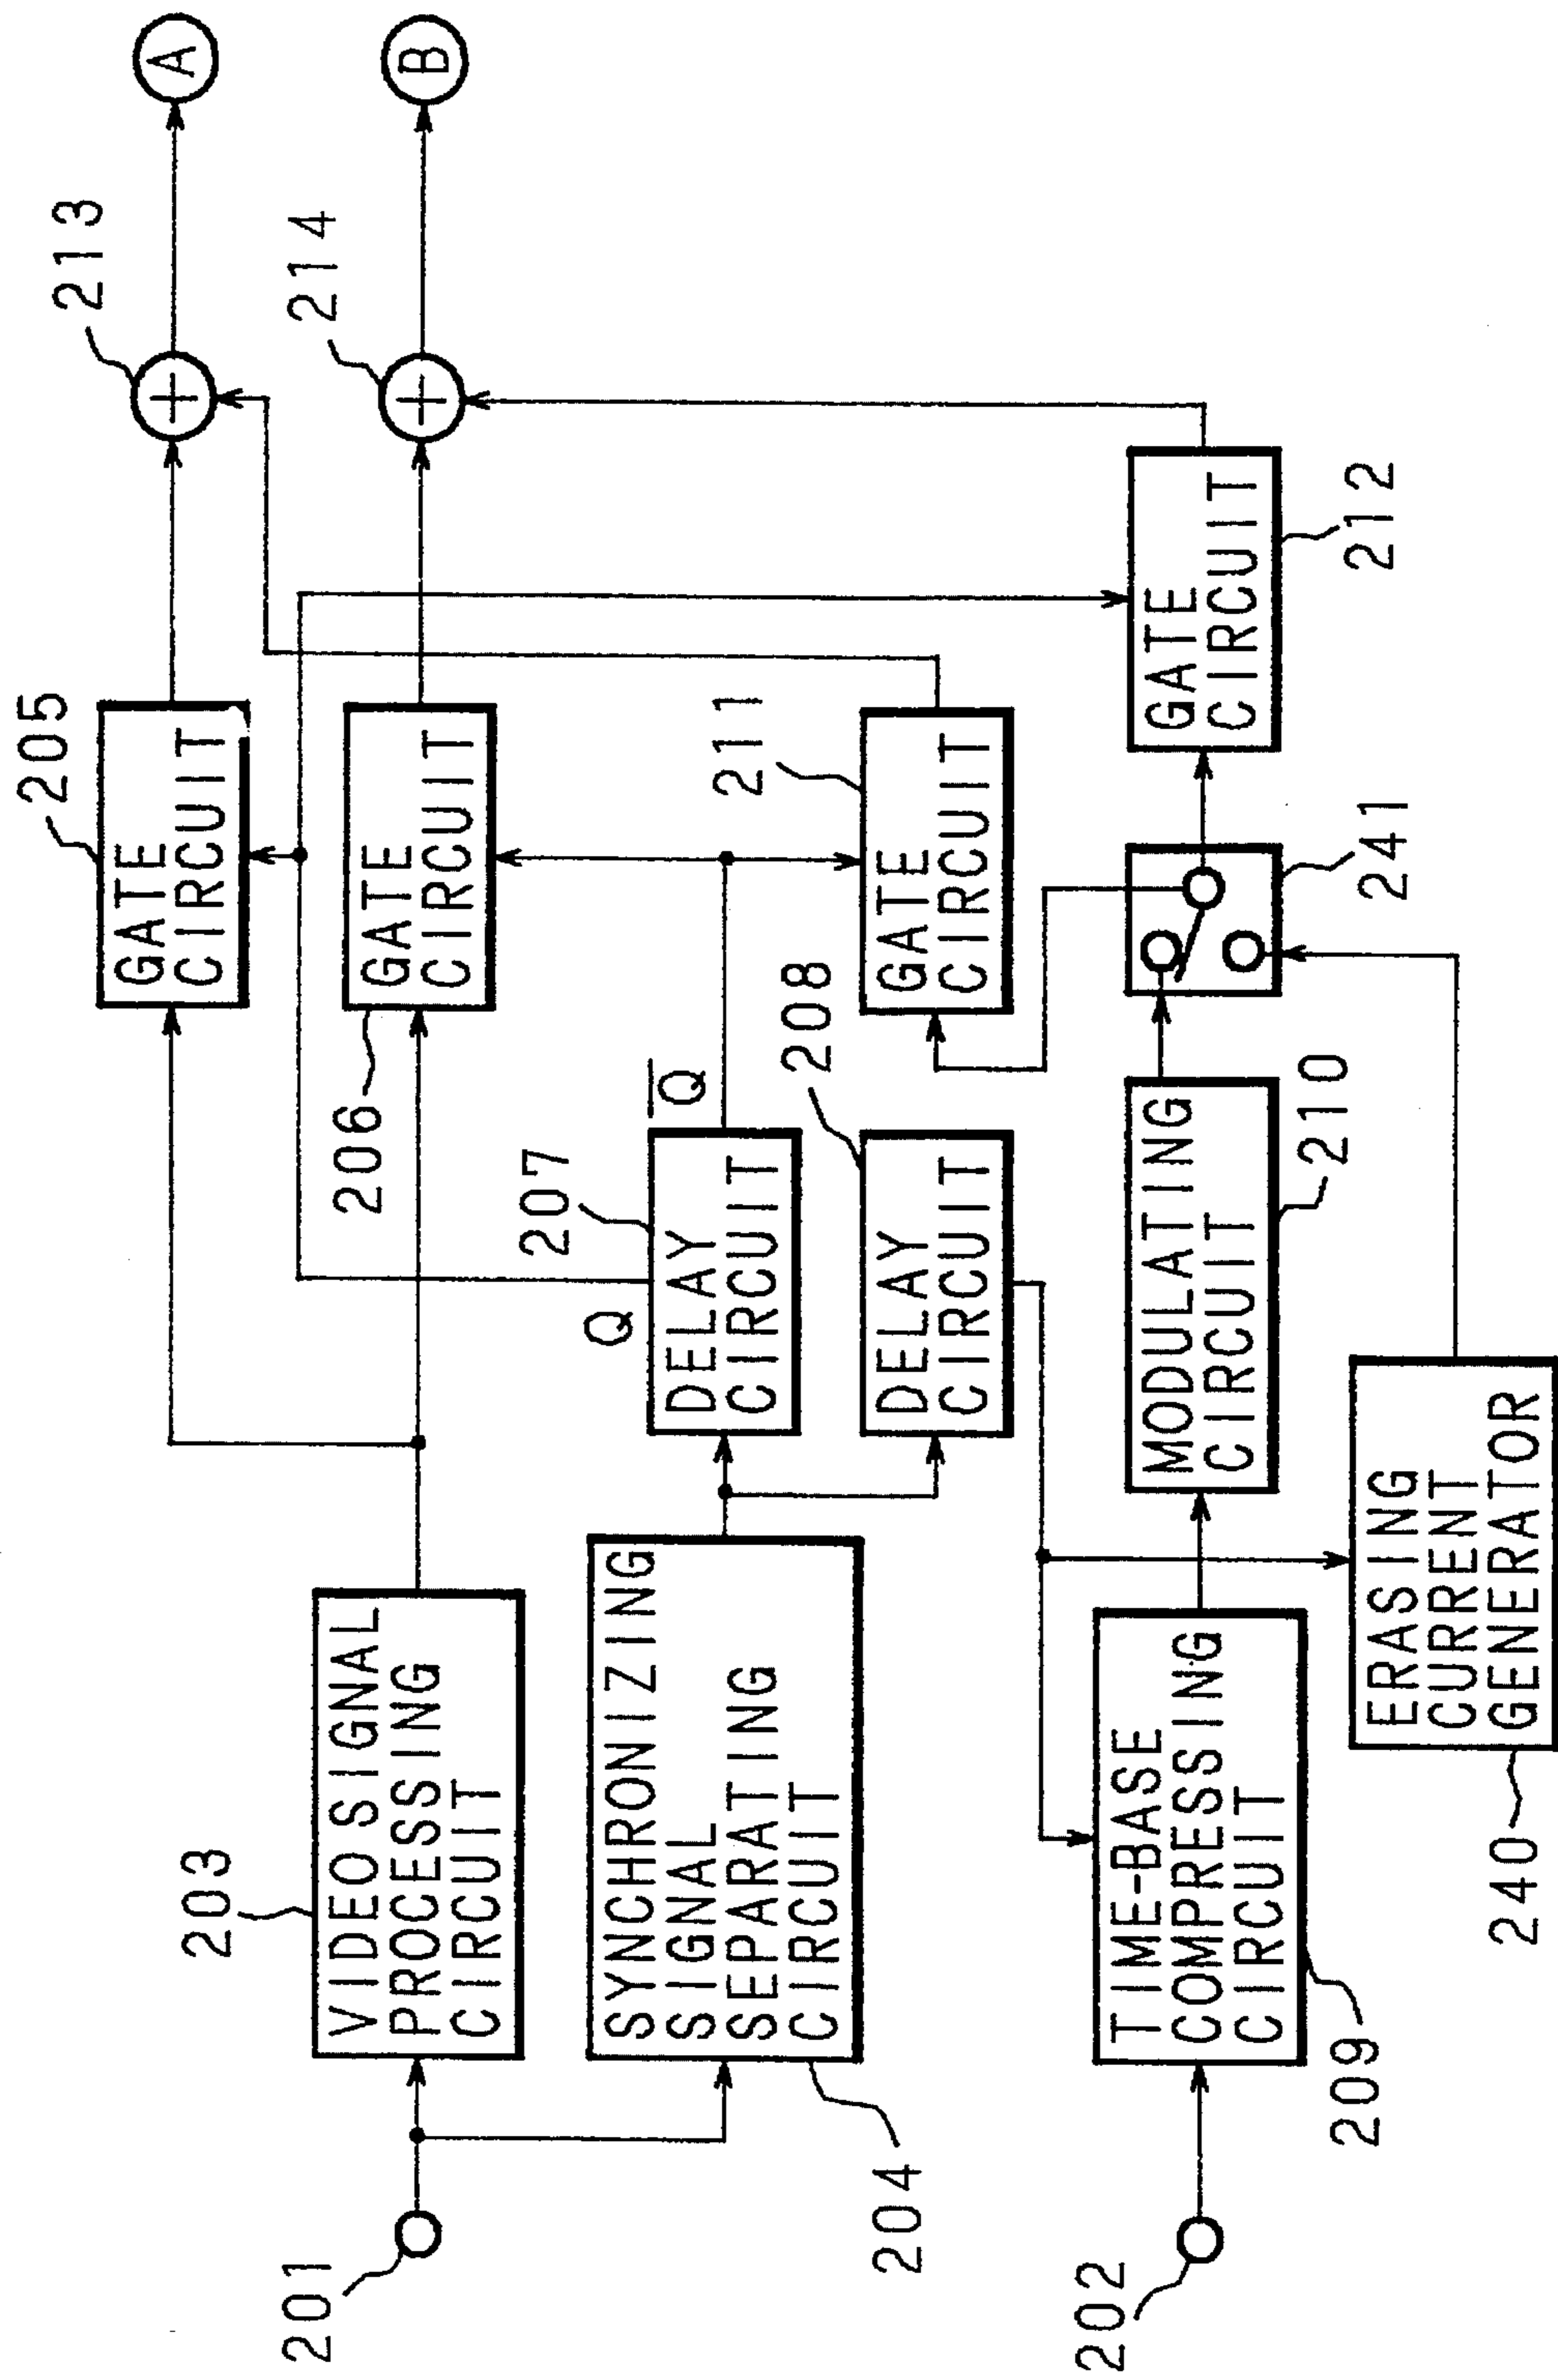 201
203
VIDEO SIGNAL
PROCESSING
CIRCUIT
205
GATE
CIRCUIT
213
A
206
GATE
CIRCUIT
214
B
204
SYNCHRONIZING
SIGNAL
SEPARATING
CIRCUIT
207
Q
Q̅
DELAY
CIRCUIT
208
DELAY
CIRCUIT
211
GATE
CIRCUIT
202
209
TIME-BASE
COMPRESSING
CIRCUIT
210
MODULATING
CIRCUIT
241
212
GATE
CIRCUIT
240
ERASING
CURRENT
GENERATOR